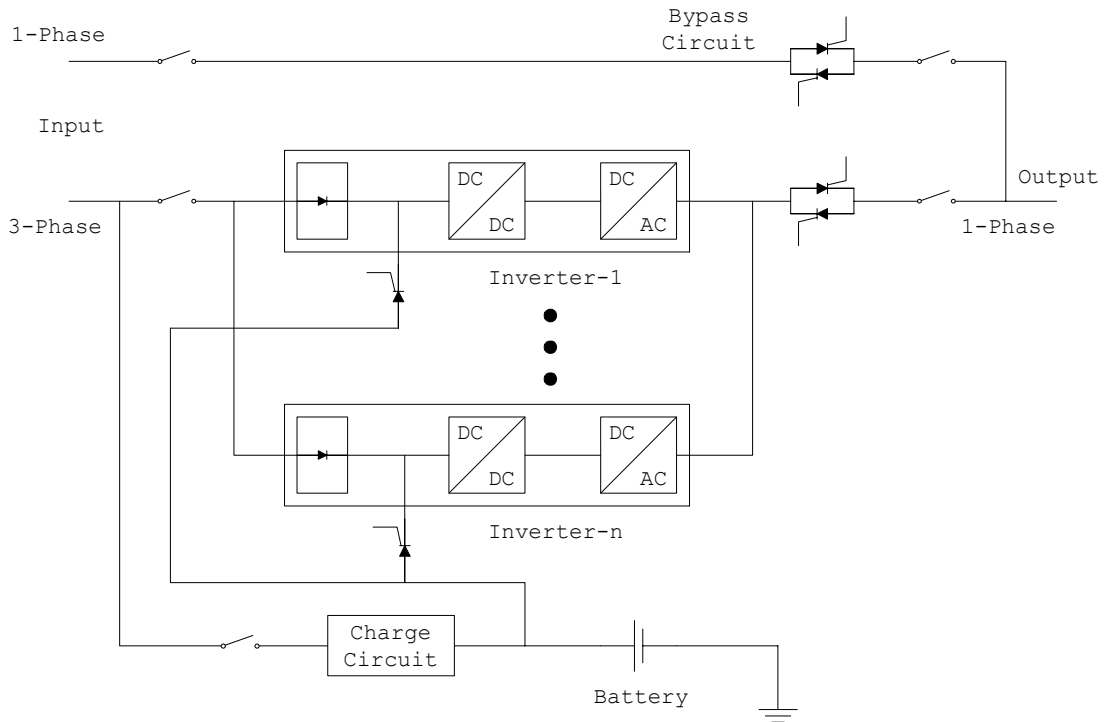 Bypass
Circuit
1-Phase
Input
3-Phase
DC
DC
DC
AC
Output
1-Phase
Inverter-1
DC
DC
DC
AC
Inverter-n
Charge
Circuit
Battery